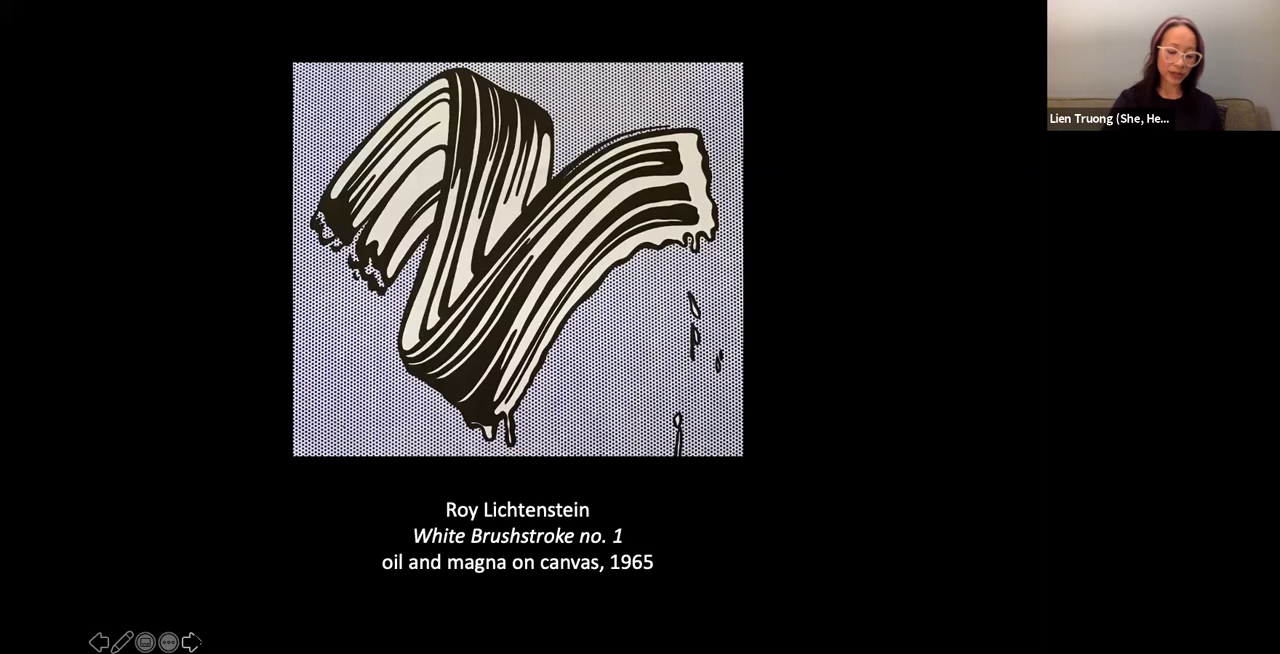 Lien Truong (She, He...
Roy Lichtenstein
White Brushstroke no. 1
oil and magna on canvas, 1965